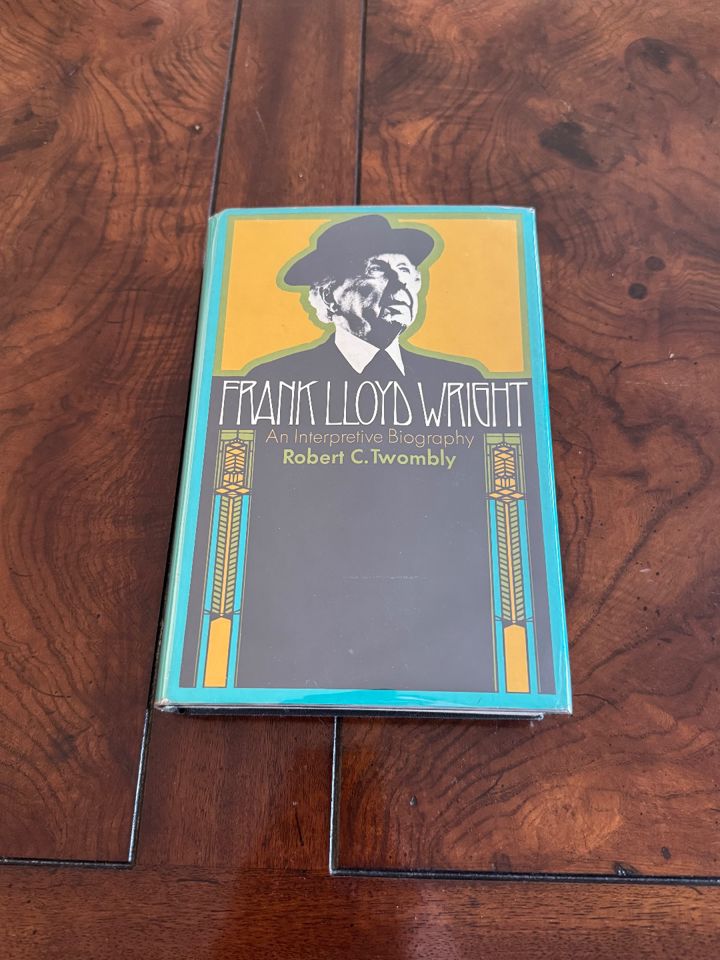 FRANK LLOYD WRIGHT
An Interpretive Biography
Robert C. Twombly